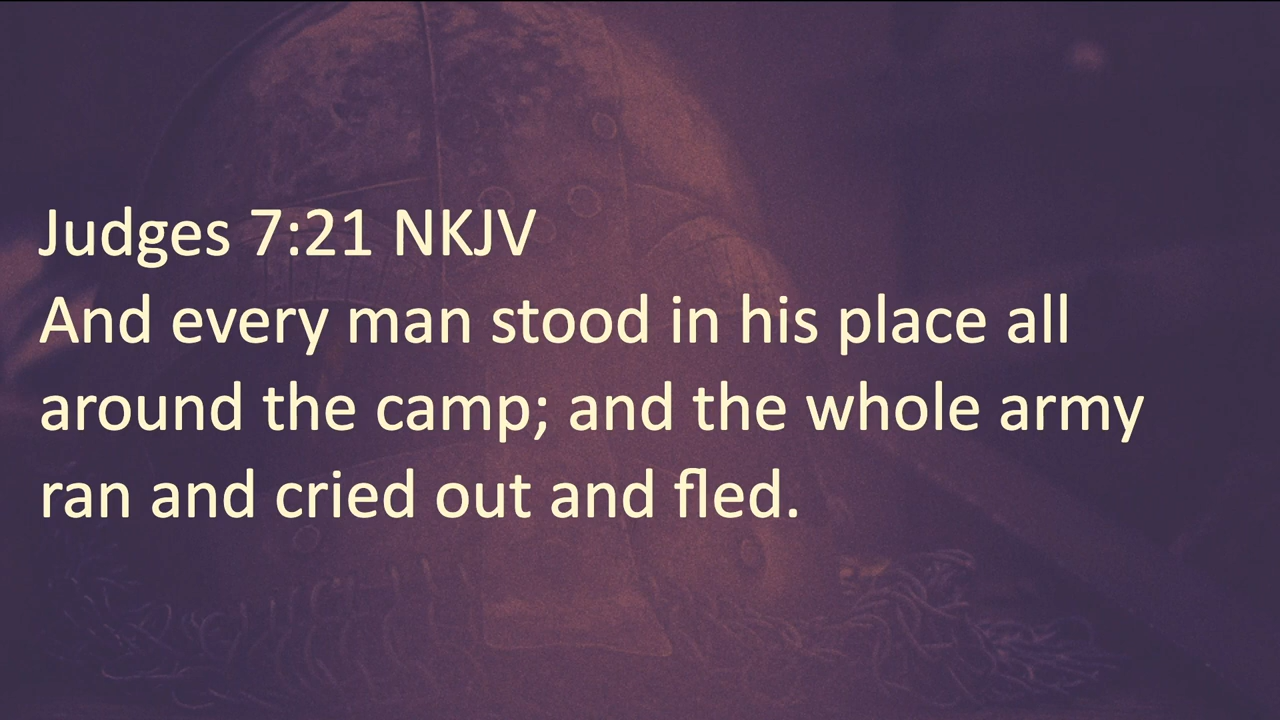 Judges 7:21 NKJV
And every man stood in his place all
around the camp; and the whole army
ran and cried out and fled.